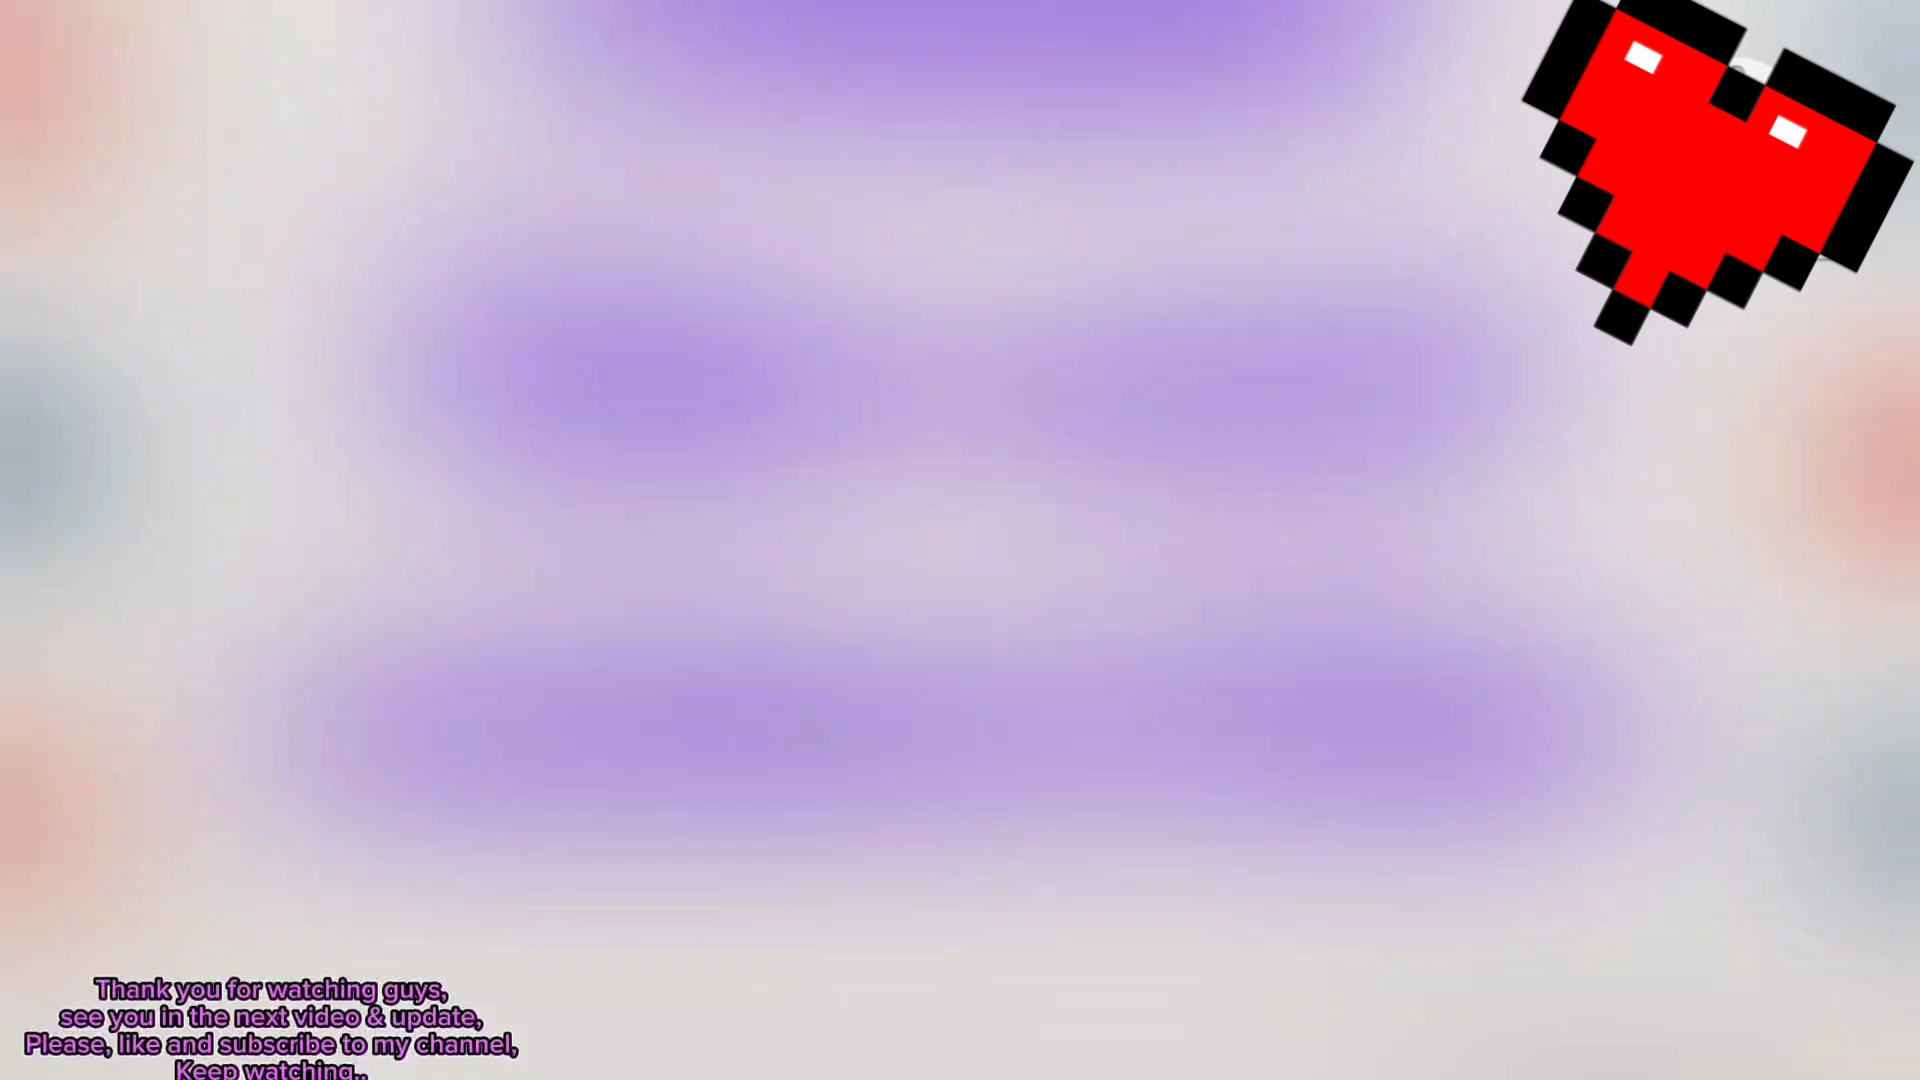 Thank you for watching guys,
see you in the next video & update,
Please, like and subscribe to my channel,
Keep watching..